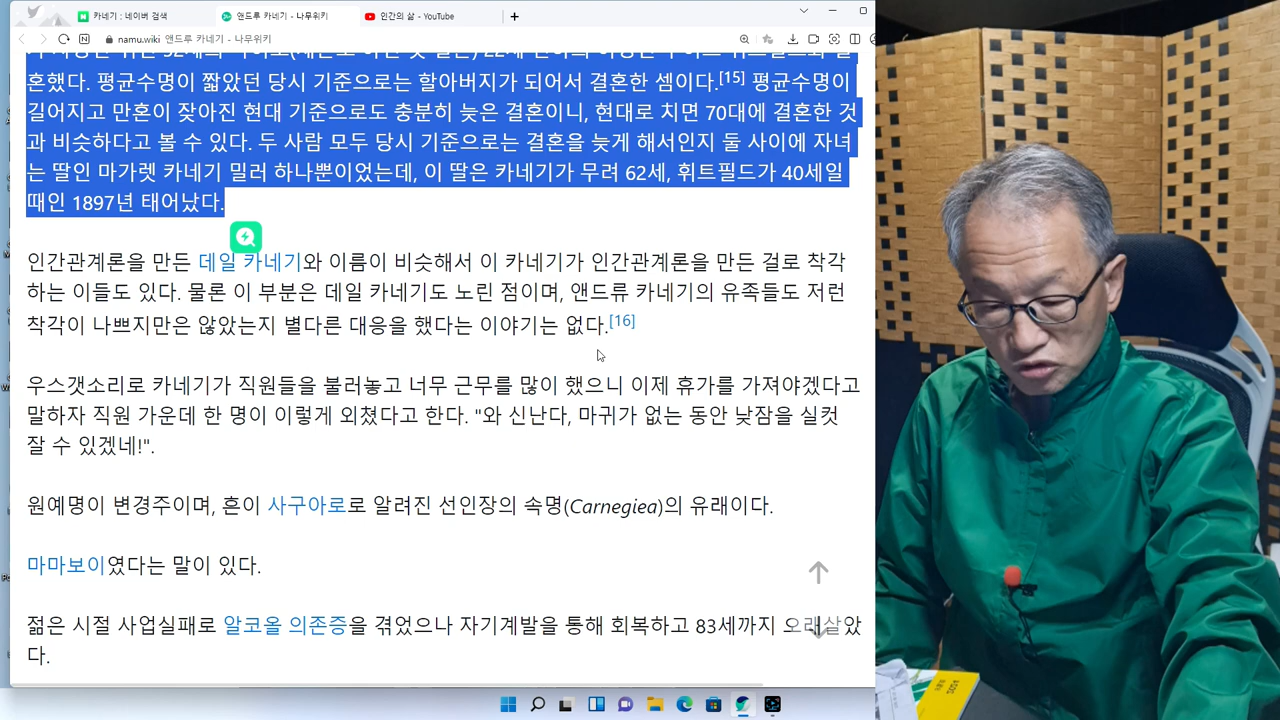 카네기 : 네이버 검색
앤드루 카네기 - 나무위키
인간의 삶 - YouTube
namu.wiki 앤드루 카네기 - 나무위키
혼했다. 평균수명이 짧았던 당시 기준으로는 할아버지가 되어서 결혼한 셈이다.[15] 평균수명이
길어지고 만혼이 잦아진 현대 기준으로도 충분히 늦은 결혼이니, 현대로 치면 70대에 결혼한 것
과 비슷하다고 볼 수 있다. 두 사람 모두 당시 기준으로는 결혼을 늦게 해서인지 둘 사이에 자녀
는 딸인 마가렛 카네기 밀러 하나뿐이었는데, 이 딸은 카네기가 무려 62세, 휘트필드가 40세일
때인 1897년 태어났다.
인간관계론을 만든 데일 카네기와 이름이 비슷해서 이 카네기가 인간관계론을 만든 걸로 착각
하는 이들도 있다. 물론 이 부분은 데일 카네기도 노린 점이며, 앤드류 카네기의 유족들도 저런
착각이 나쁘지만은 않았는지 별다른 대응을 했다는 이야기는 없다.[16]
우스갯소리로 카네기가 직원들을 불러놓고 너무 근무를 많이 했으니 이제 휴가를 가져야겠다고
말하자 직원 가운데 한 명이 이렇게 외쳤다고 한다. "와 신난다, 마귀가 없는 동안 낮잠을 실컷
잘 수 있겠네!".
원예명이 변경주이며, 흔이 사구아로로 알려진 선인장의 속명(Carnegiea)의 유래이다.
마마보이였다는 말이 있다.
젊은 시절 사업실패로 알코올 의존증을 겪었으나 자기계발을 통해 회복하고 83세까지 오래살았
다.